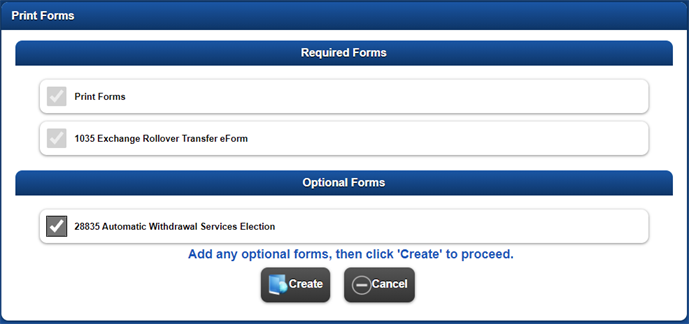 Print Forms
Required Forms
Print Forms
1035 Exchange Rollover Transfer eForm
Optional Forms
28835 Automatic Withdrawal Services Election
Add any optional forms, then click 'Create' to proceed.
Create Cancel